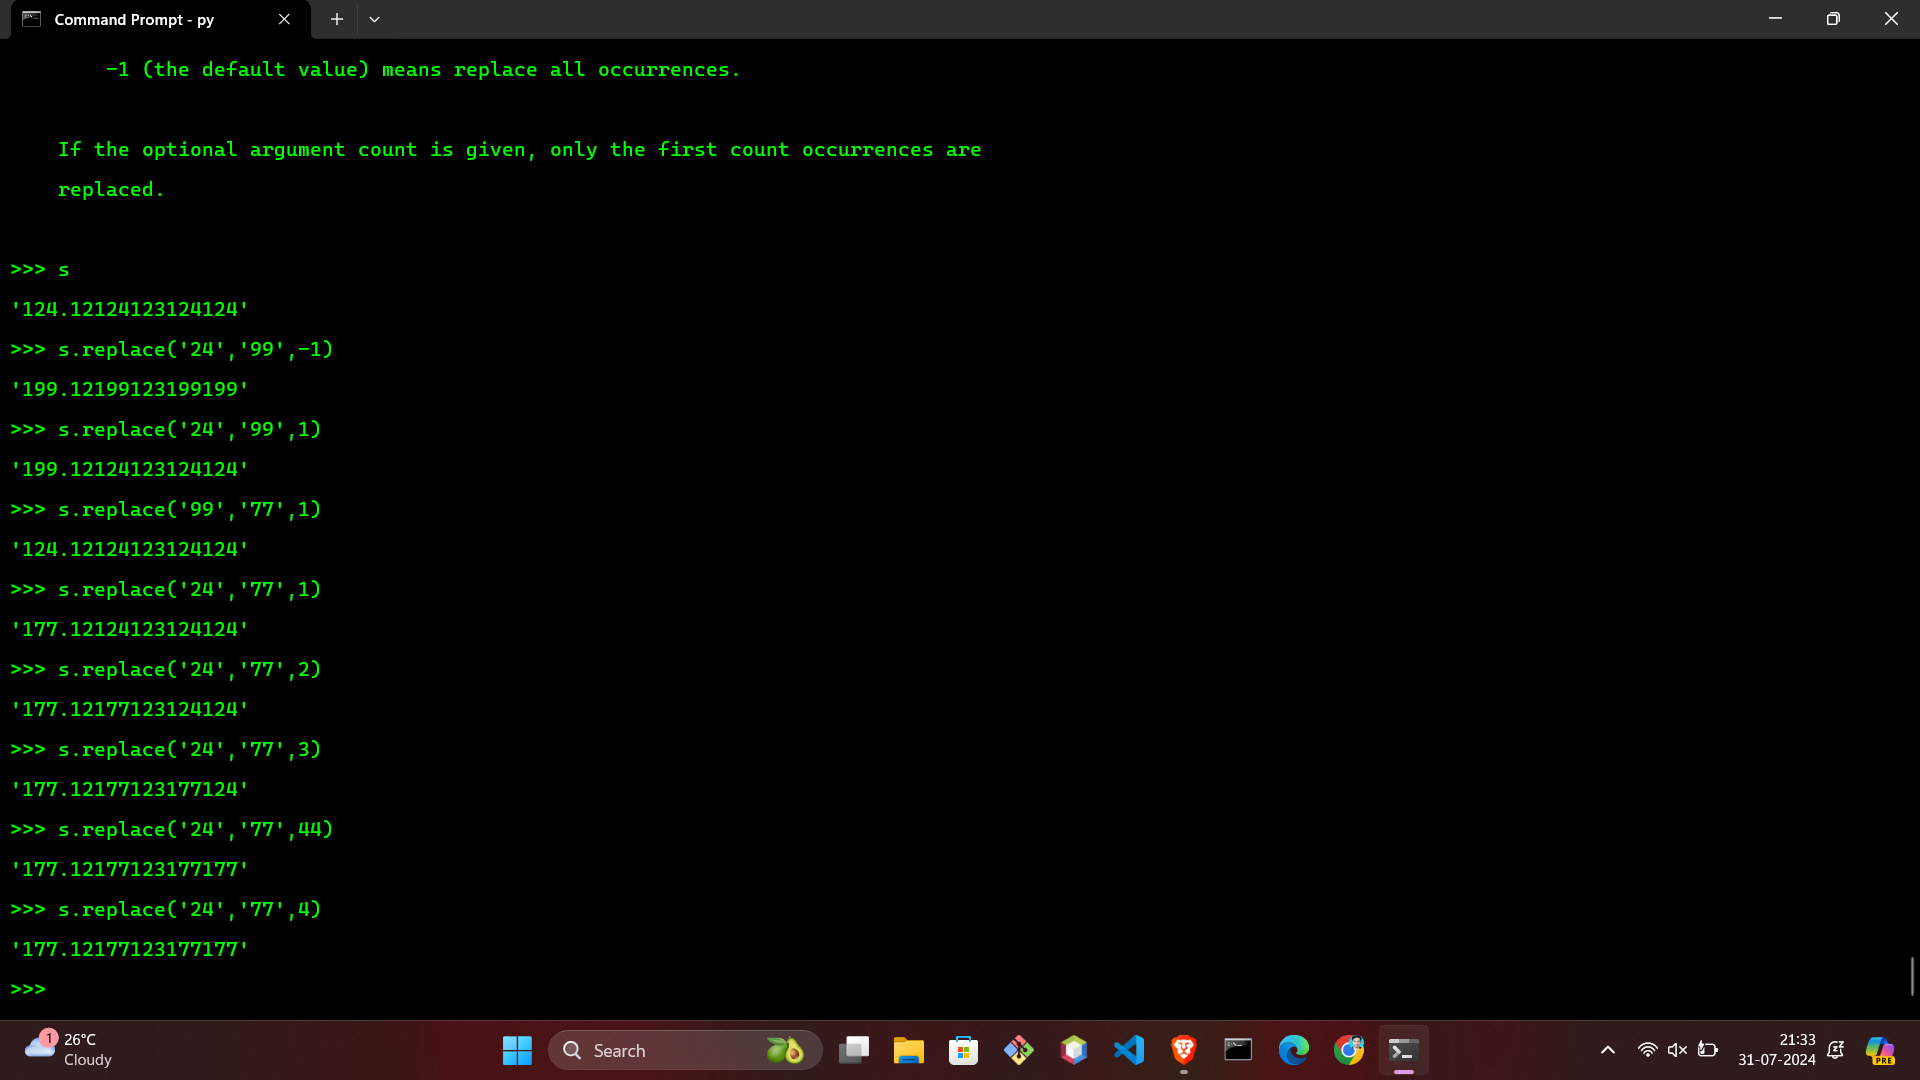 Command Prompt - py
-1 (the default value) means replace all occurrences.
If the optional argument count is given, only the first count occurrences are
replaced.
>>> s
'124.12124123124124'
>>> s.replace('24','99',-1)
'199.12199123199199'
>>> s.replace('24','99',1)
'199.12124123124124'
>>> s.replace('99','77',1)
'124.12124123124124'
>>> s.replace('24','77',1)
'177.12124123124124'
>>> s.replace('24','77',2)
'177.12177123124124'
>>> s.replace('24','77',3)
'177.12177123177124'
>>> s.replace('24','77',44)
'177.12177123177177'
>>> s.replace('24','77',4)
'177.12177123177177'
>>>
1
26°C
Cloudy
Search
21:33
31-07-2024
PRE